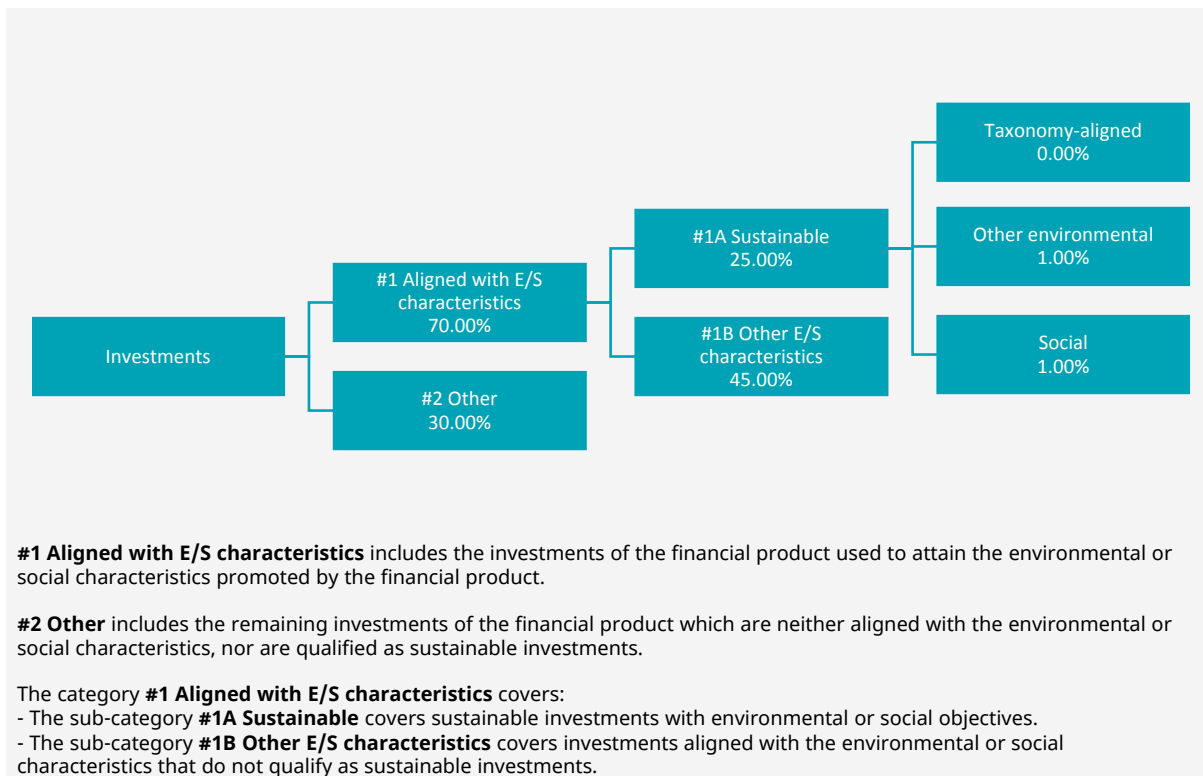 Investments
#1 Aligned with E/S
characteristics
70.00%
#2 Other
30.00%
#1A Sustainable
25.00%
#1B Other E/S
characteristics
45.00%
Taxonomy-aligned
0.00%
Other environmental
1.00%
Social
1.00%
#1 Aligned with E/S characteristics includes the investments of the financial product used to attain the environmental or
social characteristics promoted by the financial product.
#2 Other includes the remaining investments of the financial product which are neither aligned with the environmental or
social characteristics, nor are qualified as sustainable investments.
The category #1 Aligned with E/S characteristics covers:
- The sub-category #1A Sustainable covers sustainable investments with environmental or social objectives.
- The sub-category #1B Other E/S characteristics covers investments aligned with the environmental or social
characteristics that do not qualify as sustainable investments.